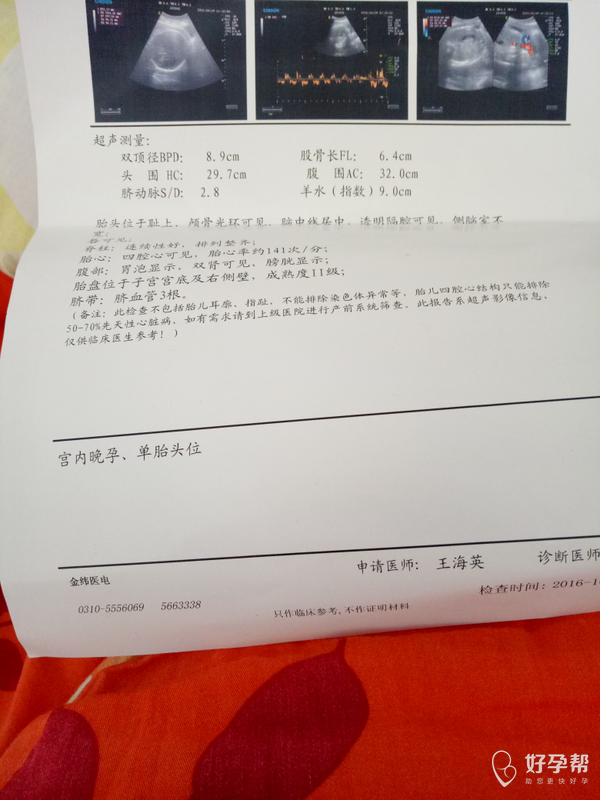 超声测量:
双顶径BPD: 8.9cm 股骨长FL: 6.4cm
头 围 HC: 29.7cm 腹 围AC: 32.0cm
脐动脉S/D: 2.8 羊水（指数）9.0cm
胎头位于耻上，颅骨光环可见，脑中线居中，透明隔腔可见，侧脑室不
宽;
脊柱: 连续性好，排列整齐;
胎心: 四腔心可见，胎心率约141次/分;
腹部: 胃泡显示，双肾可见，膀胱显示;
胎盘位于子宫宫底及右侧壁，成熟度II级;
脐带: 脐血管3根。
(备注: 此检查不包括胎儿耳廓、指趾，不能排除染色体异常等，胎儿四腔心结构只能排除
50-70%先天性心脏病，如有需求请到上级医院进行产前系统筛查。此报告系超声影像信息，
仅供临床医生参考！)
宫内晚孕、单胎头位
申请医师: 王海英 诊断医师
金纬医电
检查时间: 2016-1
0310-5556069 5663338
只作临床参考，不作证明材料
好孕帮
助您更快好孕